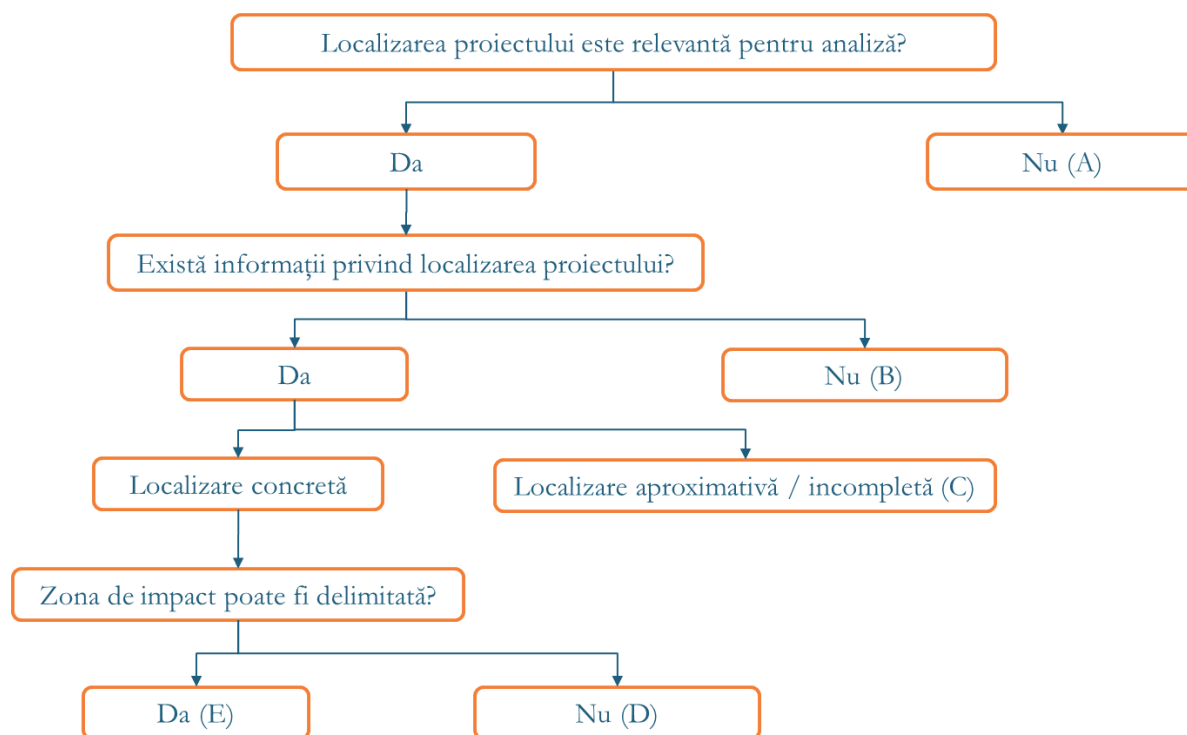 Localizarea proiectului este relevantă pentru analiză?
Da
Nu (A)
Există informații privind localizarea proiectului?
Da
Nu (B)
Localizare concretă
Localizare aproximativă / incompletă (C)
Zona de impact poate fi delimitată?
Da (E)
Nu (D)